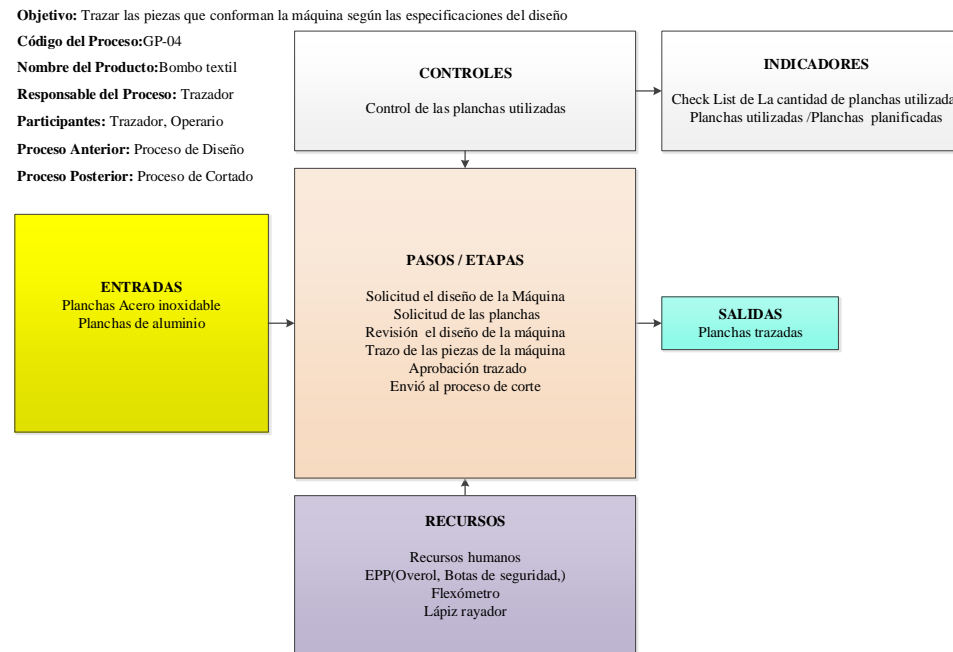 Objetivo: Trazar las piezas que conforman la máquina según las especificaciones del diseño
Código del Proceso:GP-04
Nombre del Producto:Bombo textil
Responsable del Proceso: Trazador
Participantes: Trazador, Operario
Proceso Anterior: Proceso de Diseño
Proceso Posterior: Proceso de Cortado
CONTROLES
Control de las planchas utilizadas
INDICADORES
Check List de La cantidad de planchas utilizada
Planchas utilizadas /Planchas planificadas
ENTRADAS
Planchas Acero inoxidable
Planchas de aluminio
PASOS / ETAPAS
Solicitud el diseño de la Máquina
Solicitud de las planchas
Revisión el diseño de la máquina
Trazo de las piezas de la máquina
Aprobación trazado
Envió al proceso de corte
SALIDAS
Planchas trazadas
RECURSOS
Recursos humanos
EPP(Overol, Botas de seguridad,)
Flexómetro
Lápiz rayador